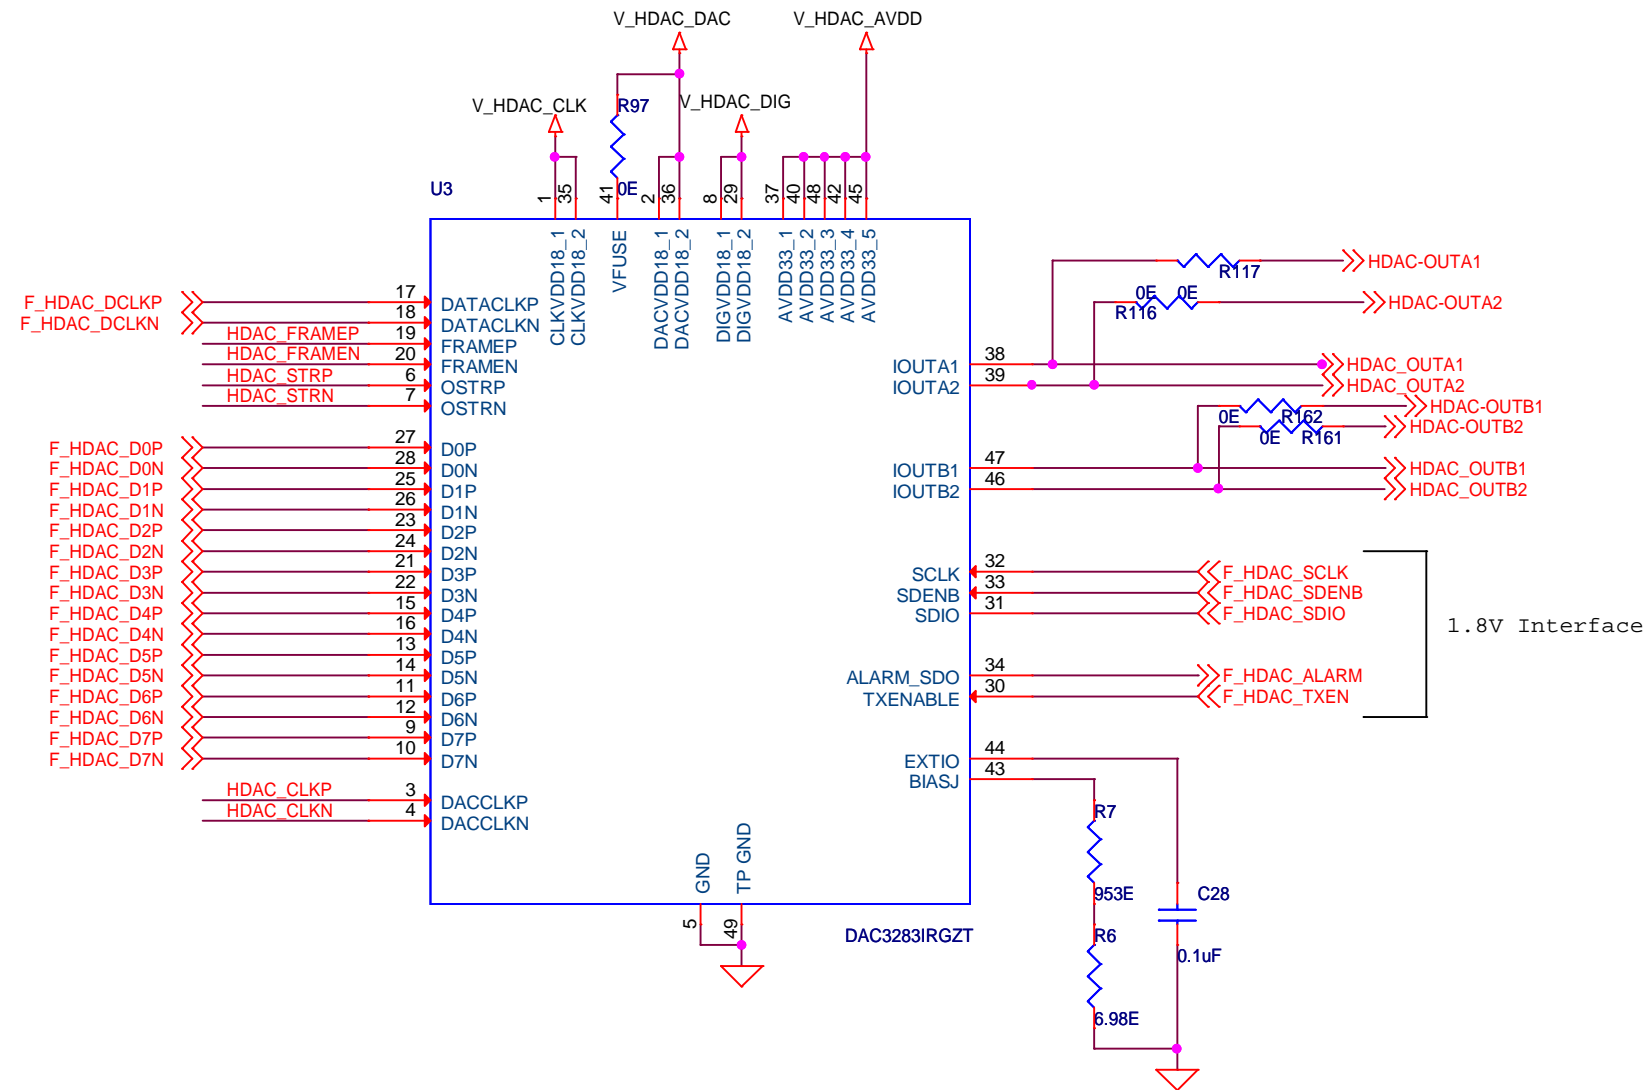 V_HDAC_DAC
V_HDAC_AVDD
V_HDAC_CLK
R97
V_HDAC_DIG
U3
1
35
41
0E
2
36
8
29
37
40
48
42
45
CLKVDD18_1
CLKVDD18_2
VFUSE
DACVDD18_1
DACVDD18_2
DIGVDD18_1
DIGVDD18_2
AVDD33_1
AVDD33_2
AVDD33_3
AVDD33_4
AVDD33_5
F_HDAC_DCLKP 17 DATACLKP
F_HDAC_DCLKN 18 DATACLKN
HDAC_FRAMEP 19 FRAMEP
HDAC_FRAMEN 20 FRAMEN
HDAC_STRP 6 OSTRP
HDAC_STRN 7 OSTRN
F_HDAC_D0P 27 D0P
F_HDAC_D0N 28 D0N
F_HDAC_D1P 25 D1P
F_HDAC_D1N 26 D1N
F_HDAC_D2P 23 D2P
F_HDAC_D2N 24 D2N
F_HDAC_D3P 21 D3P
F_HDAC_D3N 22 D3N
F_HDAC_D4P 15 D4P
F_HDAC_D4N 16 D4N
F_HDAC_D5P 13 D5P
F_HDAC_D5N 14 D5N
F_HDAC_D6P 11 D6P
F_HDAC_D6N 12 D6N
F_HDAC_D7P 9 D7P
F_HDAC_D7N 10 D7N
HDAC_CLKP 3 DACCLKP
HDAC_CLKN 4 DACCLKN
R117 HDAC-OUTA1
0E 0E
R116 HDAC-OUTA2
IOUTA1 38 HDAC_OUTA1
IOUTA2 39 HDAC_OUTA2
0E R162 HDAC-OUTB1
0E R161 HDAC-OUTB2
IOUTB1 47 HDAC_OUTB1
IOUTB2 46 HDAC_OUTB2
SCLK 32 F_HDAC_SCLK
SDENB 33 F_HDAC_SDENB
SDIO 31 F_HDAC_SDIO
1.8V Interface
ALARM_SDO 34 F_HDAC_ALARM
TXENABLE 30 F_HDAC_TXEN
EXTIO 44
BIASJ 43
R7
953E
C28
R6
0.1uF
6.98E
GND
TP GND
5
49
DAC3283IRGZT